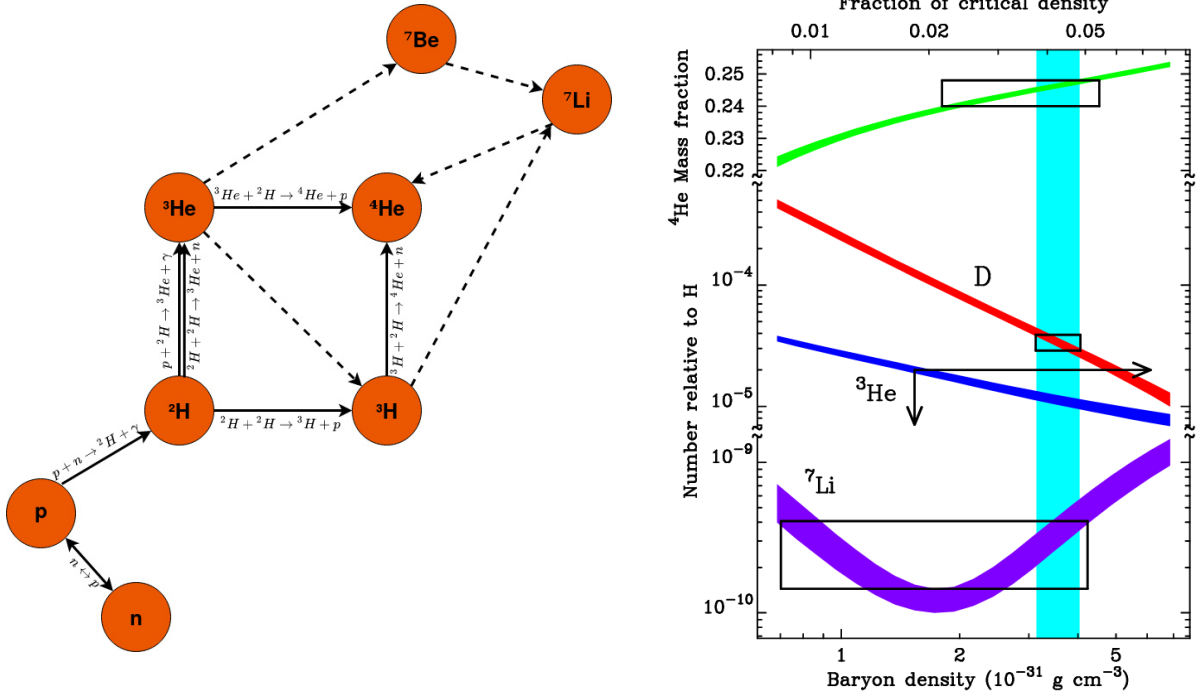 ⁷Be
⁷Li
³He
³He + ²H → ⁴He + p
⁴He
p + ²H → ³He + γ
²H + ²H → ³He + n
³H + ²H → ⁴He + n
²H
²H + ²H → ³H + p
³H
p + n → ²H + γ
p
n ↔ p
n
Fraction of critical density
0.01 0.02 0.05
⁴He Mass fraction
0.25
0.24
0.23
0.22
Number relative to H
10⁻⁴
10⁻⁵
10⁻⁹
10⁻¹⁰
D
³He
⁷Li
1 2 5
Baryon density (10⁻³¹ g cm⁻³)